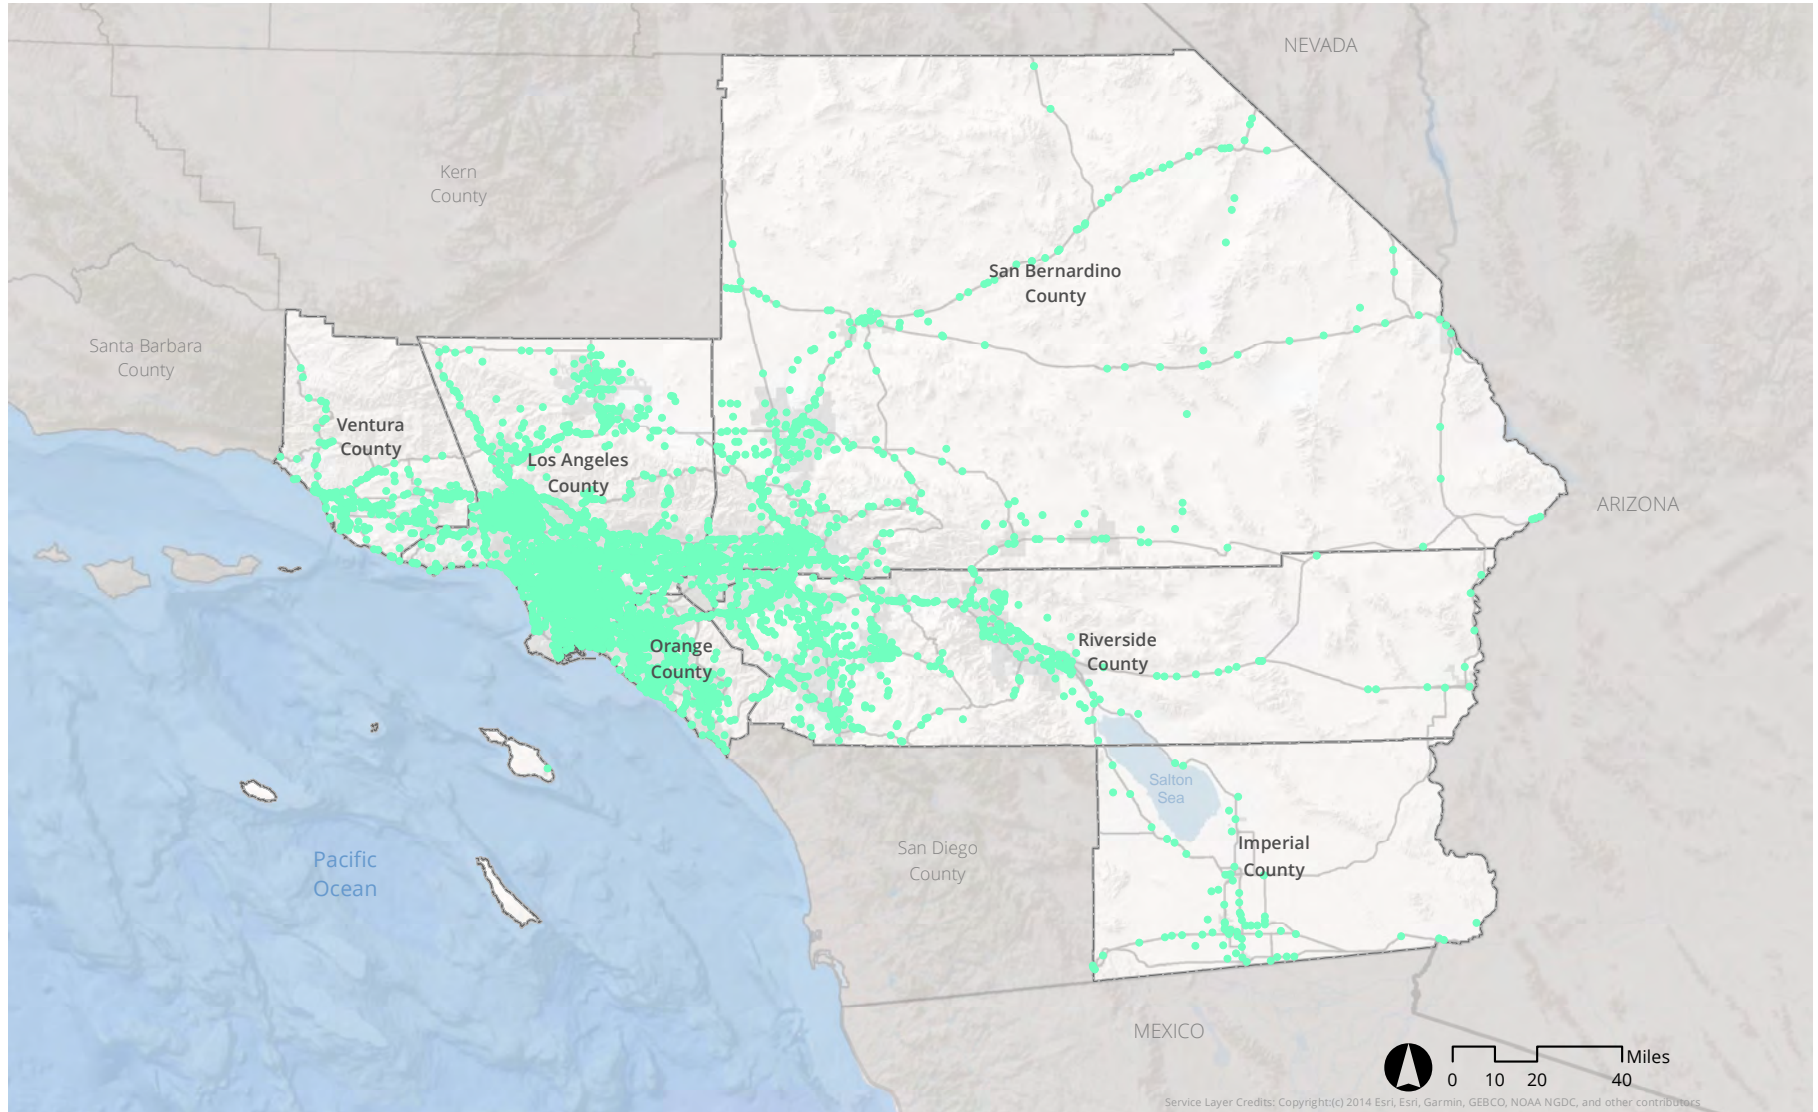 NEVADA
Kern
County
San Bernardino
County
Santa Barbara
County
Ventura
County
Los Angeles
County
ARIZONA
Orange
County
Riverside
County
Salton
Sea
Pacific
Ocean
San Diego
County
Imperial
County
MEXICO
Miles
0 10 20 40
Service Layer Credits: Copyright:(c) 2014 Esri, Esri, Garmin, GEBCO, NOAA NGDC, and other contributors